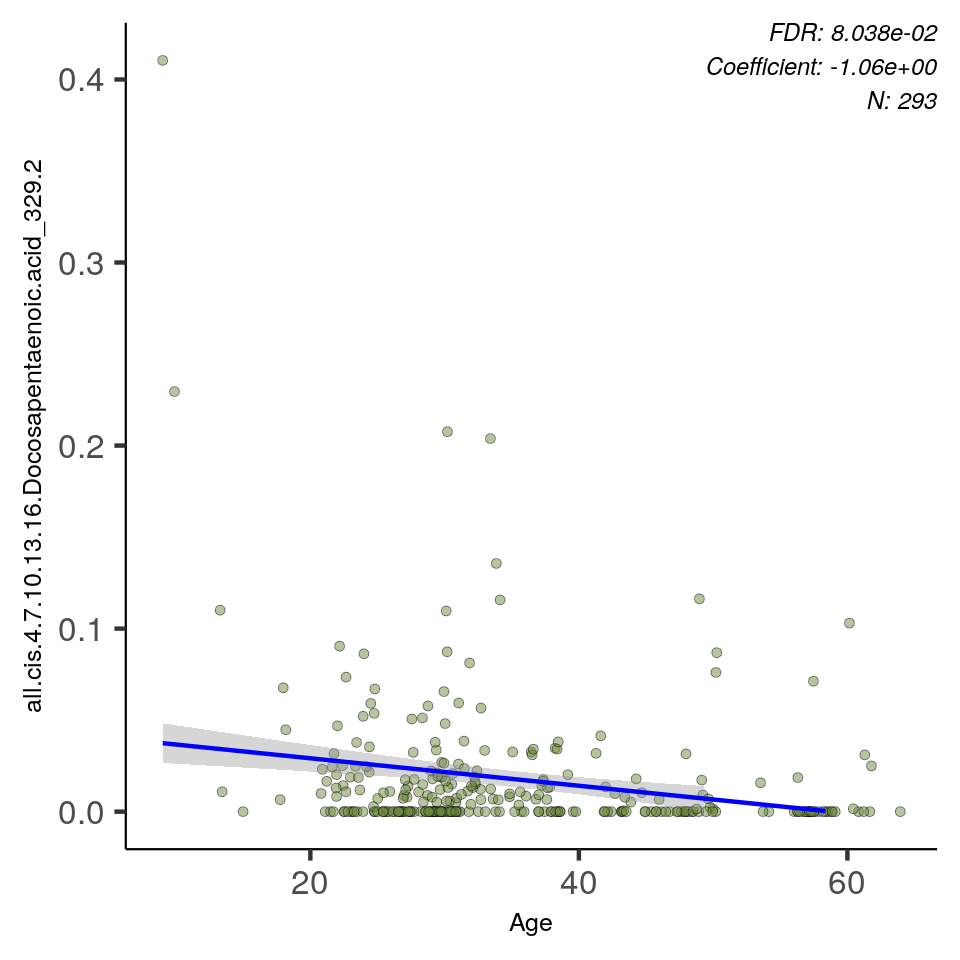 FDR: 8.038e-02
Coefficient: -1.06e+00
N: 293
all.cis.4.7.10.13.16.Docosapentaenoic.acid_329.2
0.4
0.3
0.2
0.1
0.0
20 40 60
Age